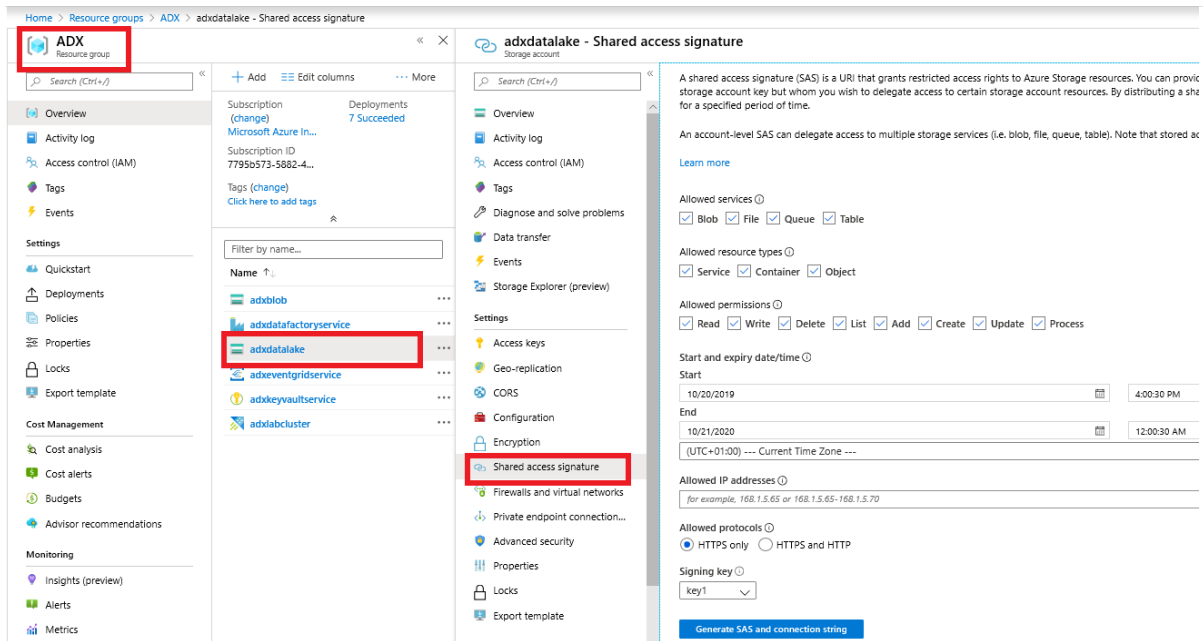 Home > Resource groups > ADX > adxdatalake - Shared access signature
ADX
Resource group
Search (Ctrl+/)
Overview
Activity log
Access control (IAM)
Tags
Events
Settings
Quickstart
Deployments
Policies
Properties
Locks
Export template
Cost Management
Cost analysis
Cost alerts
Budgets
Advisor recommendations
Monitoring
Insights (preview)
Alerts
Metrics
Add Edit columns ... More
Subscription
(change)
Microsoft Azure In...
Deployments
7 Succeeded
Subscription ID
7795b573-5882-4...
Tags (change)
Click here to add tags
Filter by name...
Name
adxblob
adxdatafactoryservice
adxdatalake
adxeventgridservice
adxkeyvaultservice
adxlabcluster
adxdatalake - Shared access signature
Storage account
Search (Ctrl+/)
Overview
Activity log
Access control (IAM)
Tags
Diagnose and solve problems
Data transfer
Events
Storage Explorer (preview)
Settings
Access keys
Geo-replication
CORS
Configuration
Encryption
Shared access signature
Firewalls and virtual networks
Private endpoint connection...
Advanced security
Properties
Locks
Export template
A shared access signature (SAS) is a URI that grants restricted access rights to Azure Storage resources. You can provid
storage account key but whom you wish to delegate access to certain storage account resources. By distributing a sha
for a specified period of time.
An account-level SAS can delegate access to multiple storage services (i.e. blob, file, queue, table). Note that stored ac
Learn more
Allowed services
Blob File Queue Table
Allowed resource types
Service Container Object
Allowed permissions
Read Write Delete List Add Create Update Process
Start and expiry date/time
Start
10/20/2019 4:00:30 PM
End
10/21/2020 12:00:30 AM
(UTC+01:00) --- Current Time Zone ---
Allowed IP addresses
for example, 168.1.5.65 or 168.1.5.65-168.1.5.70
Allowed protocols
HTTPS only HTTPS and HTTP
Signing key
key1
Generate SAS and connection string